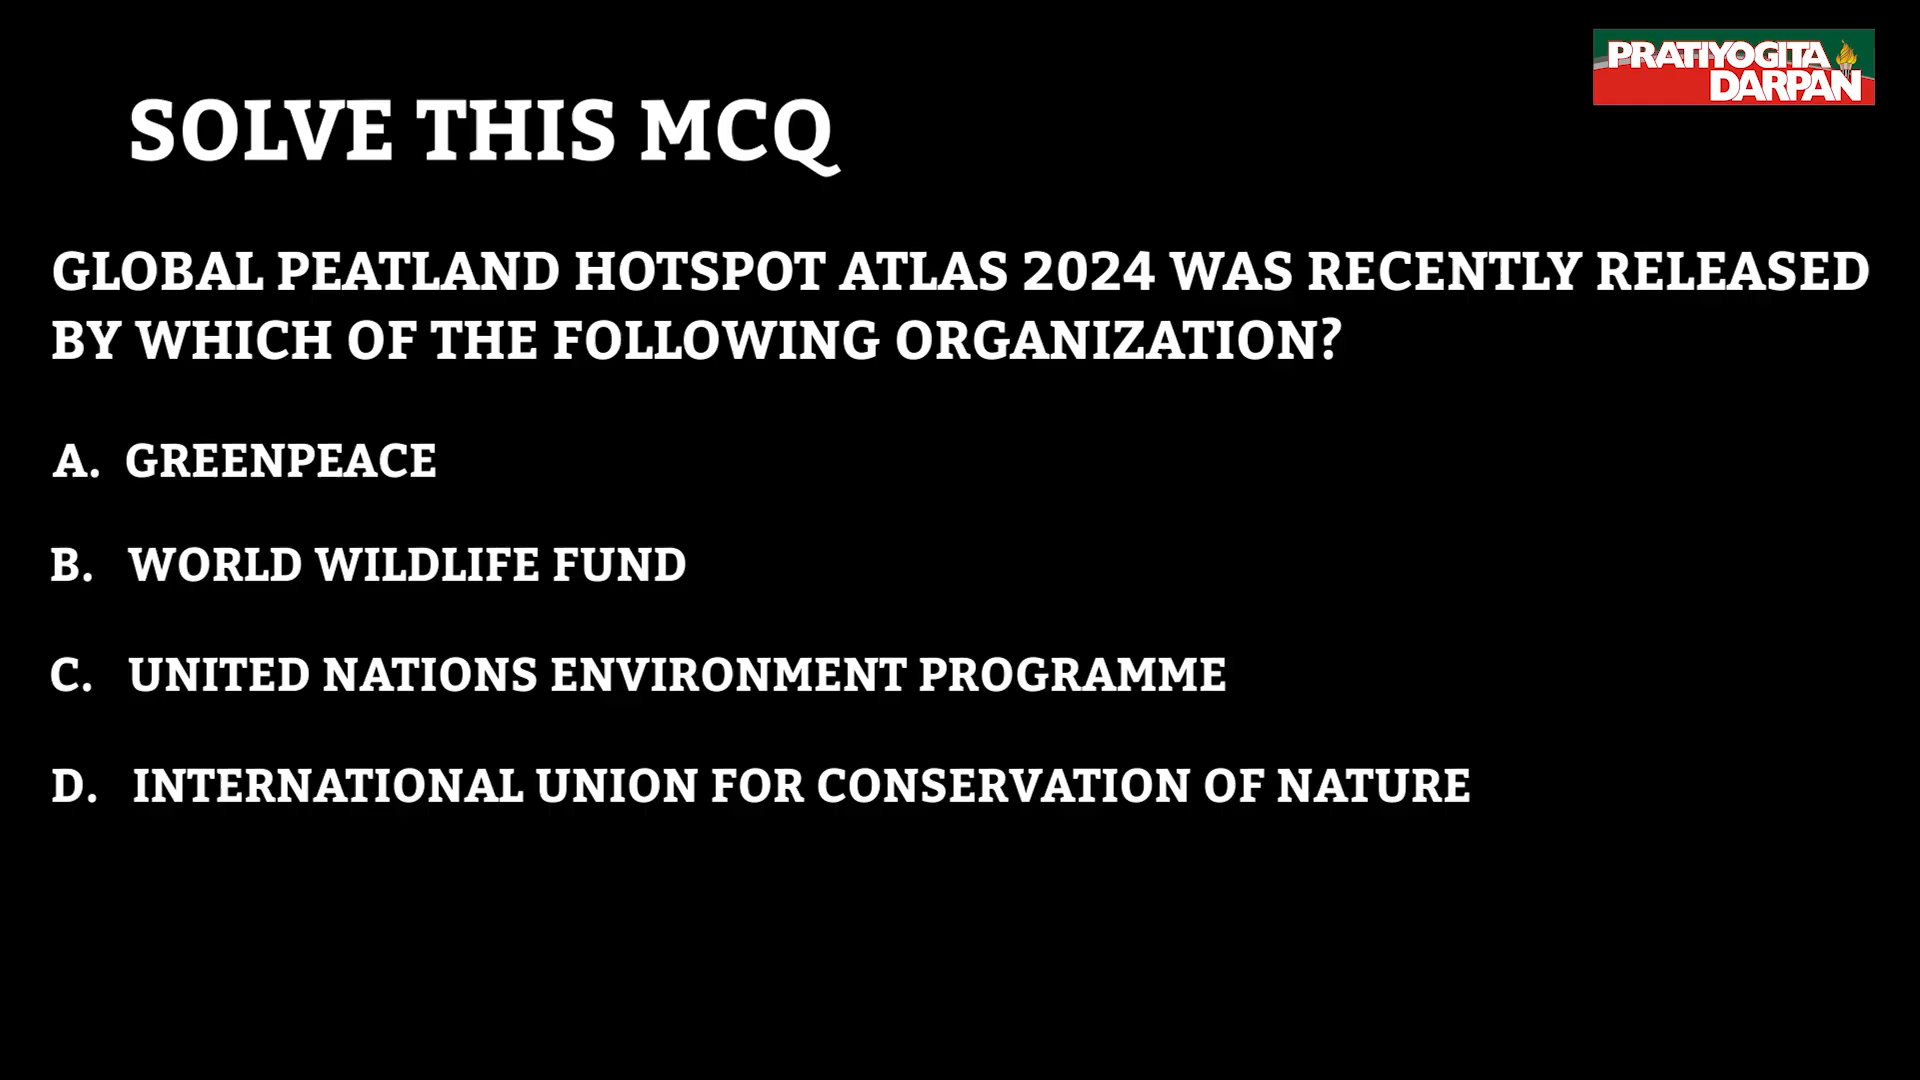 PRATIYOGITA
DARPAN
SOLVE THIS MCQ
GLOBAL PEATLAND HOTSPOT ATLAS 2024 WAS RECENTLY RELEASED
BY WHICH OF THE FOLLOWING ORGANIZATION?
A. GREENPEACE
B. WORLD WILDLIFE FUND
C. UNITED NATIONS ENVIRONMENT PROGRAMME
D. INTERNATIONAL UNION FOR CONSERVATION OF NATURE